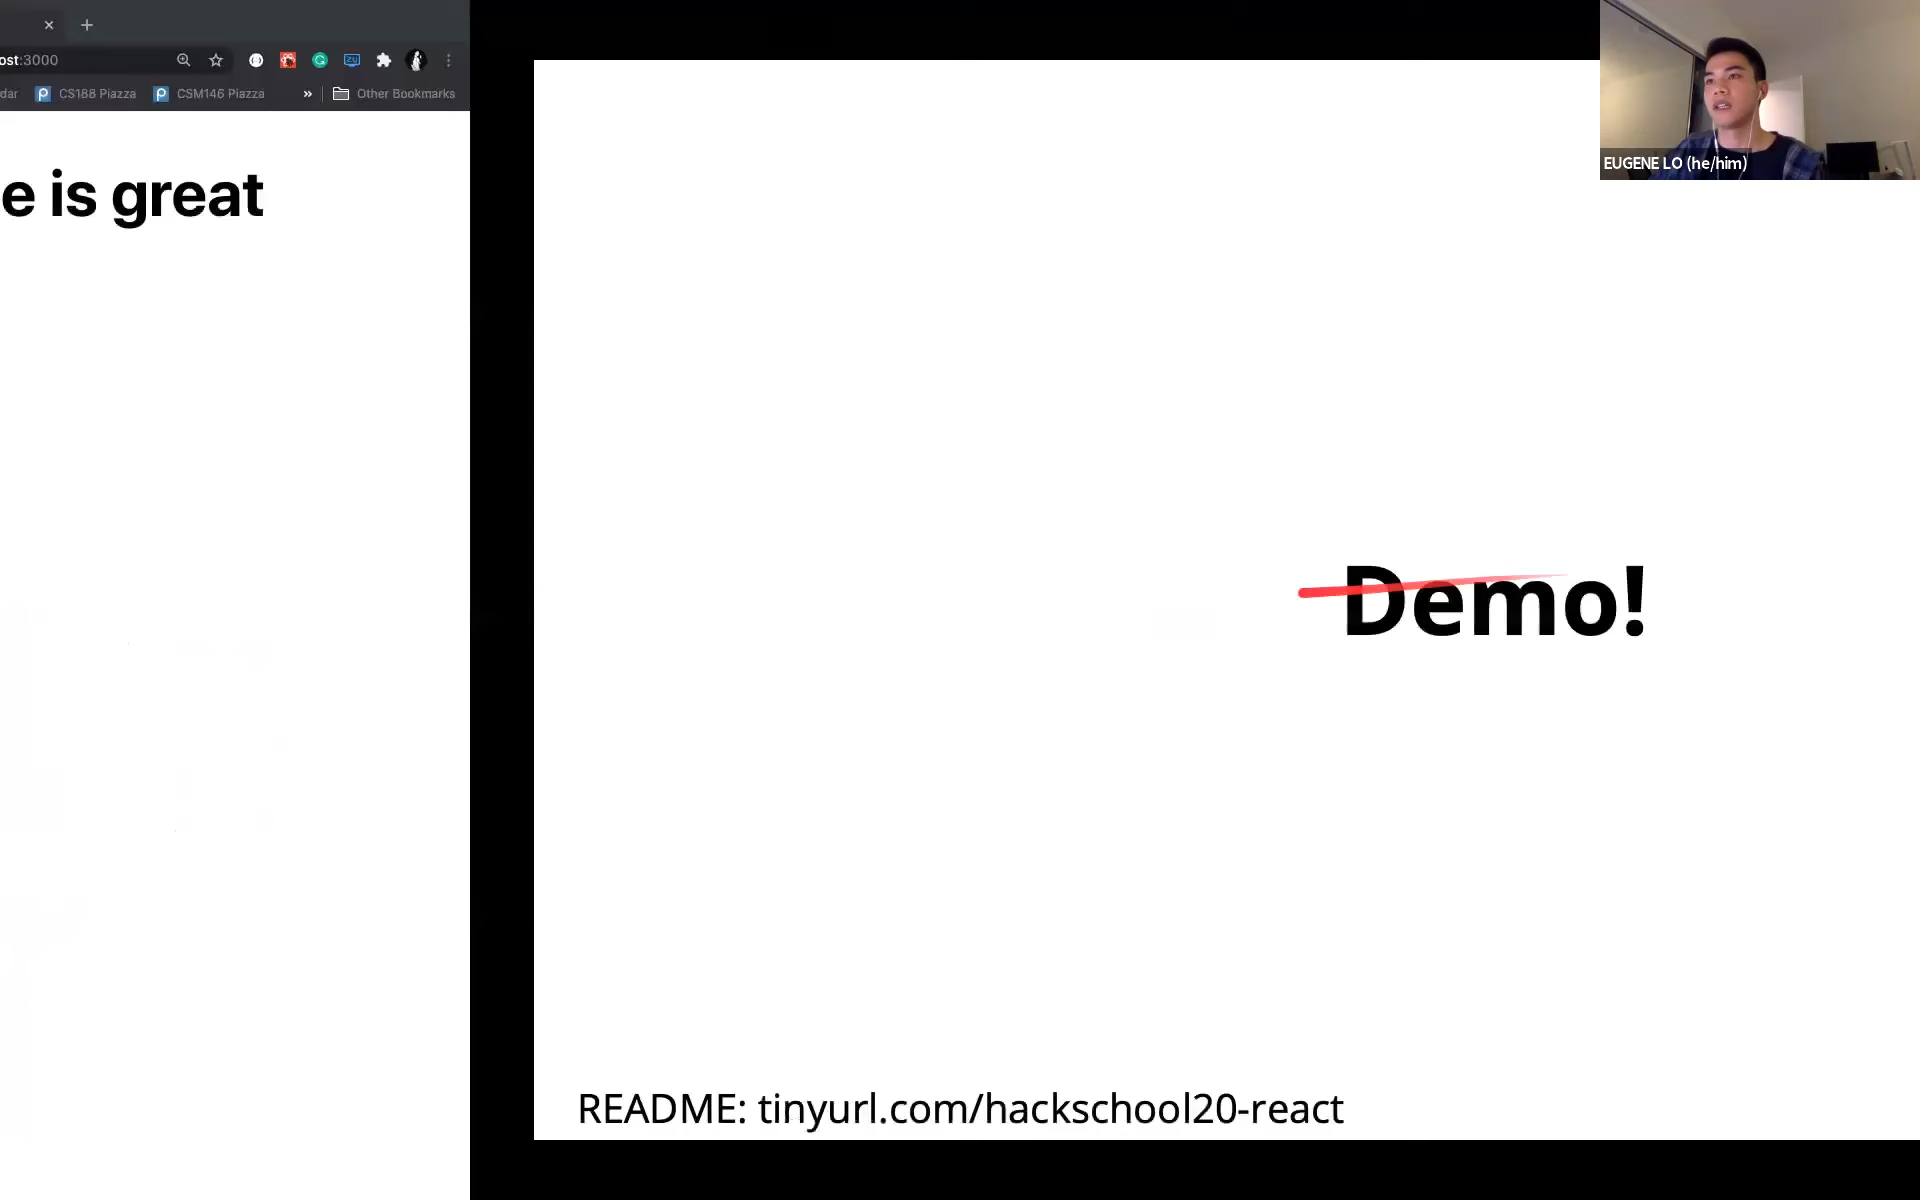 ost:3000
dar CS188 Piazza CSM146 Piazza » Other Bookmarks
e is great
EUGENE LO (he/him)
Demo!
README: tinyurl.com/hackschool20-react